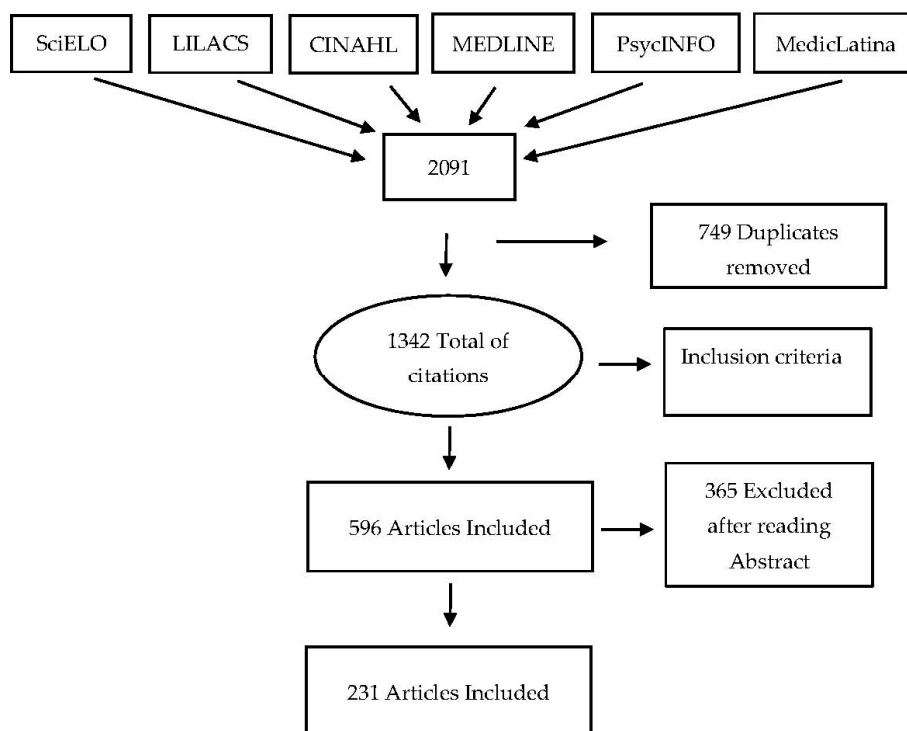 SciELO
LILACS
CINAHL
MEDLINE
PsycINFO
MedicLatina
2091
749 Duplicates
removed
1342 Total of
citations
Inclusion criteria
596 Articles Included
365 Excluded
after reading
Abstract
231 Articles Included